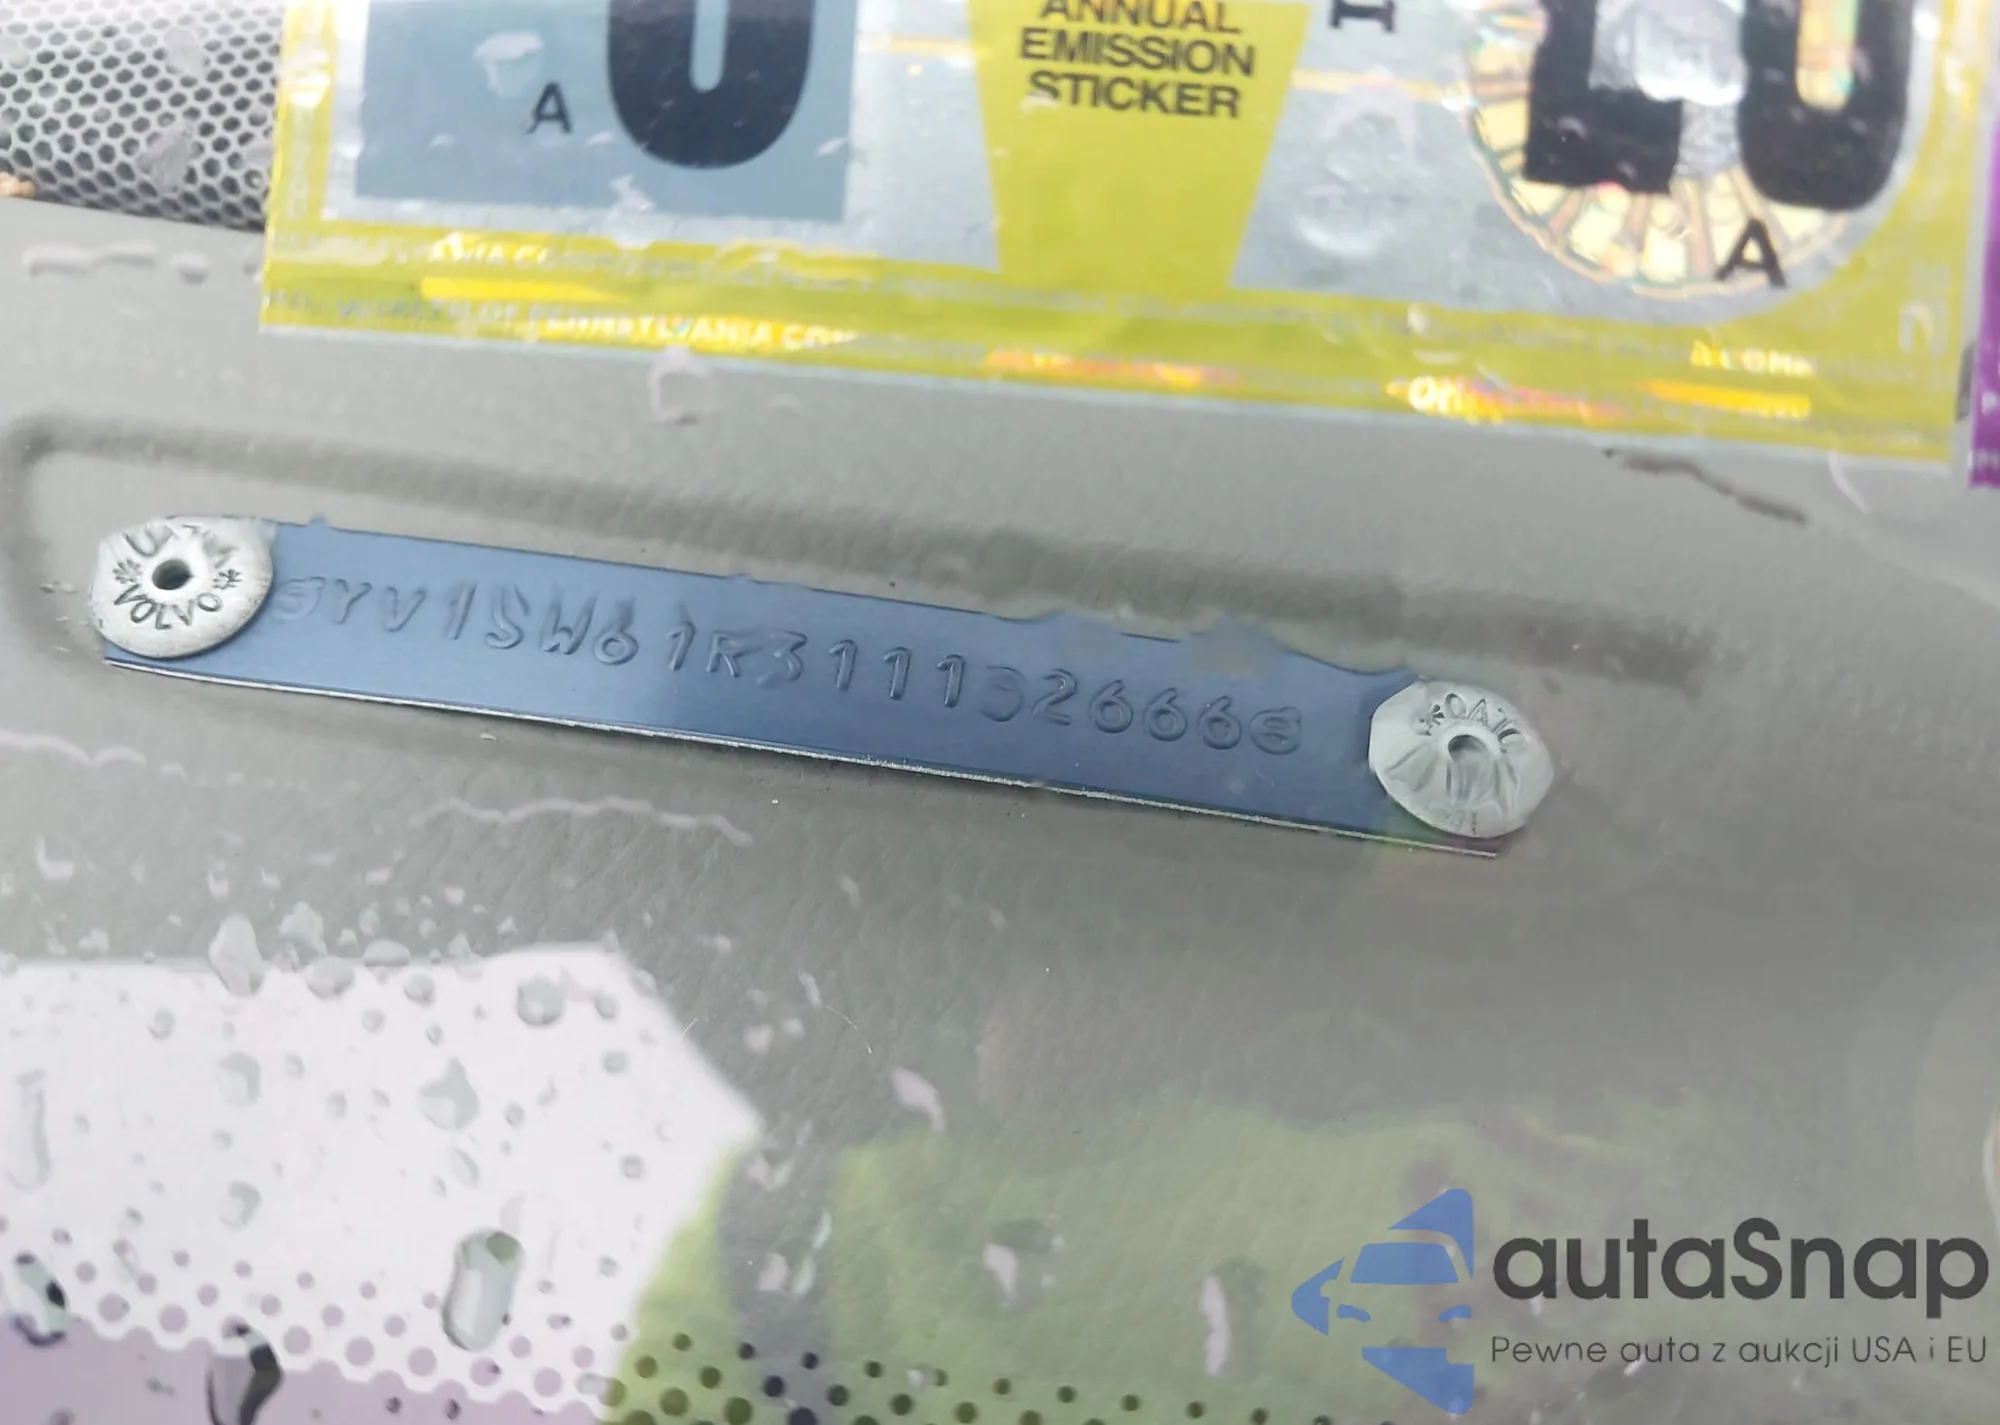 A
ANNUAL
EMISSION
STICKER
A
YV1SW61R311132666
VOLVO
autaSnap
Pewne auta z aukcji USA i EU